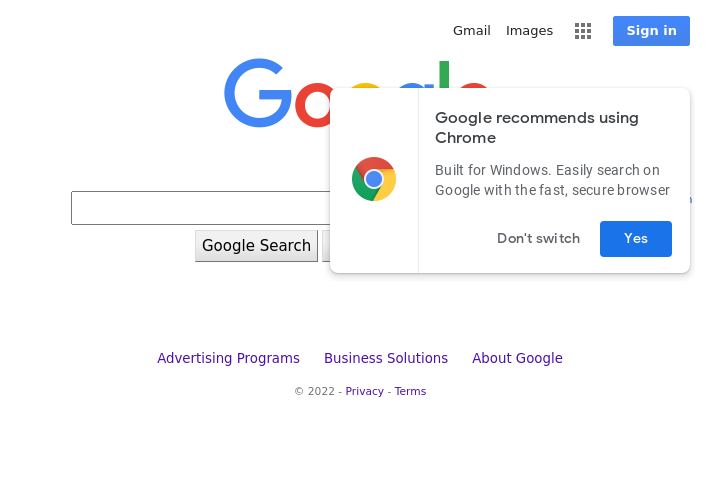 Gmail Images Sign in
Google recommends using
Chrome
Built for Windows. Easily search on
Google with the fast, secure browser
Don't switch Yes
Google Search
Advertising Programs Business Solutions About Google
© 2022 - Privacy - Terms